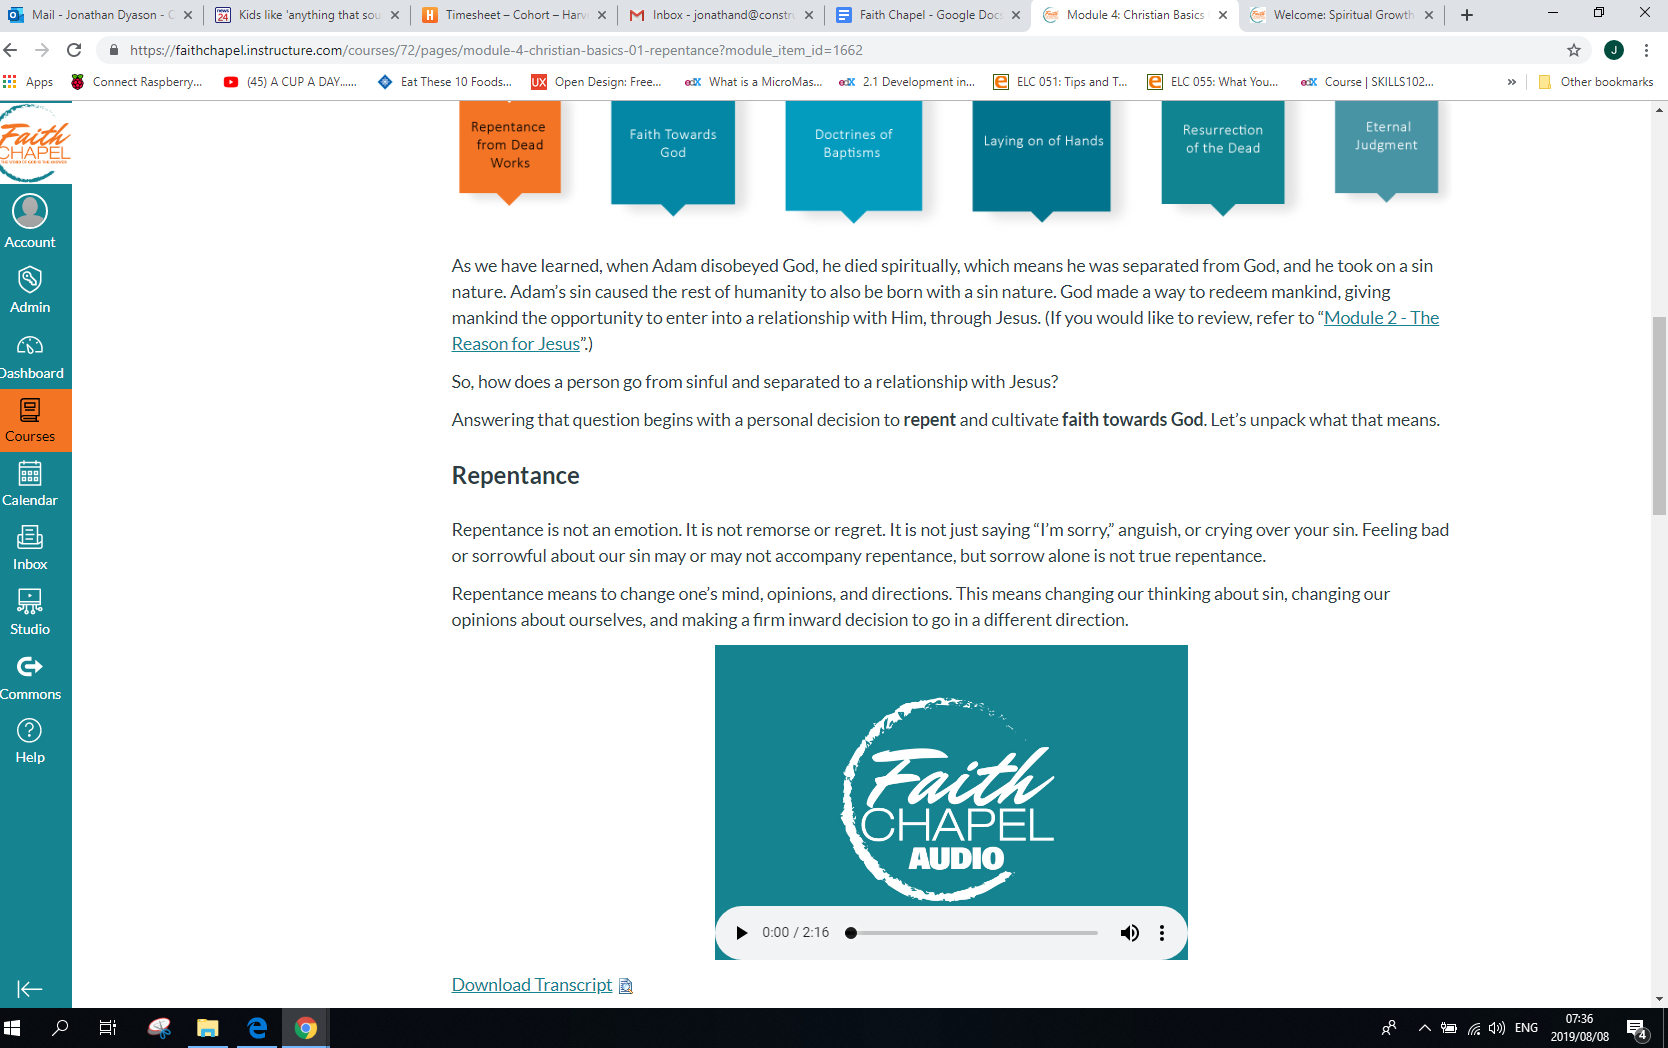 Mail - Jonathan Dyason - O
Kids like 'anything that sou
Timesheet – Cohort – Harv
Inbox - jonathand@constru
Faith Chapel - Google Docs
Module 4: Christian Basics -
Welcome: Spiritual Growth
https://faithchapel.instructure.com/courses/72/pages/module-4-christian-basics-01-repentance?module_item_id=1662
J
Apps
Connect Raspberry...
(45) A CUP A DAY......
Eat These 10 Foods...
UX Open Design: Free...
edX What is a MicroMas...
edX 2.1 Development in...
ELC 051: Tips and T...
ELC 055: What You...
edX Course | SKILLS102...
»
Other bookmarks
Faith
CHAPEL
Account
Admin
Dashboard
Courses
Calendar
Inbox
Studio
Commons
Help
Repentance
from Dead
Works
Faith Towards
God
Doctrines of
Baptisms
Laying on of Hands
Resurrection
of the Dead
Eternal
Judgment
As we have learned, when Adam disobeyed God, he died spiritually, which means he was separated from God, and he took on a sin
nature. Adam’s sin caused the rest of humanity to also be born with a sin nature. God made a way to redeem mankind, giving
mankind the opportunity to enter into a relationship with Him, through Jesus. (If you would like to review, refer to “Module 2 - The
Reason for Jesus”.)
So, how does a person go from sinful and separated to a relationship with Jesus?
Answering that question begins with a personal decision to repent and cultivate faith towards God. Let’s unpack what that means.
Repentance
Repentance is not an emotion. It is not remorse or regret. It is not just saying “I’m sorry,” anguish, or crying over your sin. Feeling bad
or sorrowful about our sin may or may not accompany repentance, but sorrow alone is not true repentance.
Repentance means to change one’s mind, opinions, and directions. This means changing our thinking about sin, changing our
opinions about ourselves, and making a firm inward decision to go in a different direction.
Faith
CHAPEL
AUDIO
0:00 / 2:16
Download Transcript
ENG
07:36
2019/08/08
4